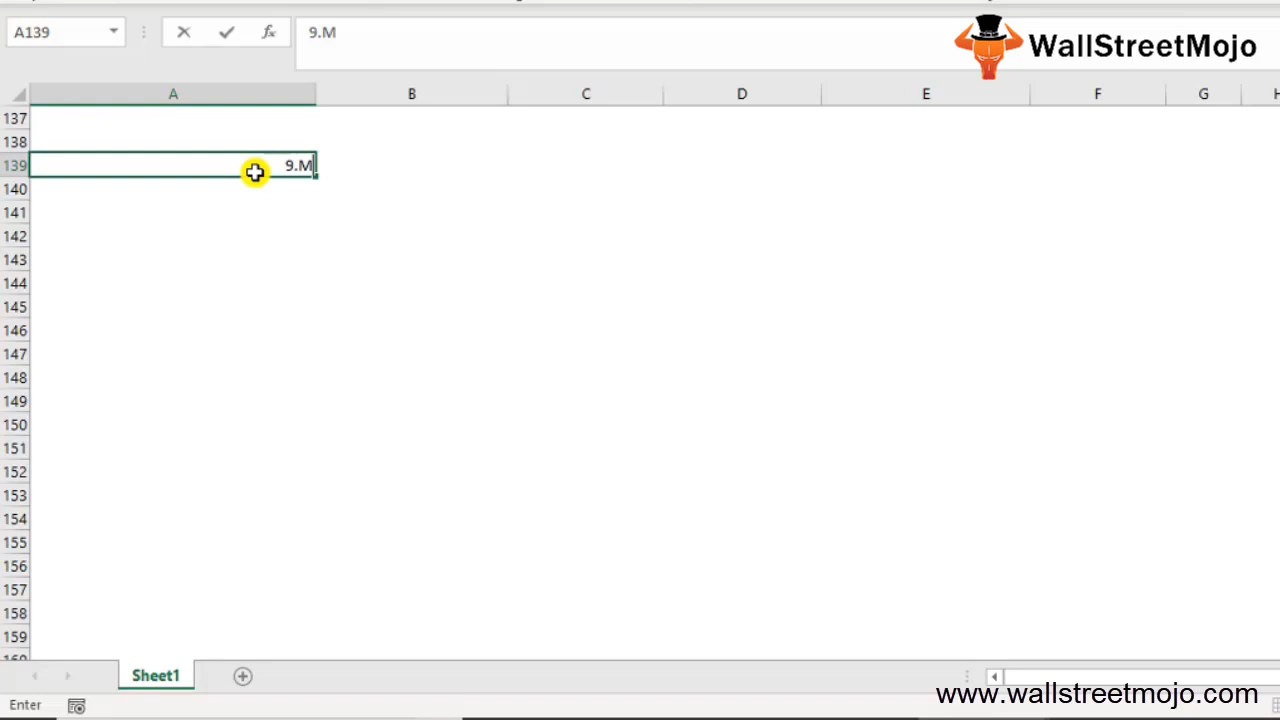 A139
fx
9.M
WallStreetMojo
A B C D E F G H
137
138
139 9.M
140
141
142
143
144
145
146
147
148
149
150
151
152
153
154
155
156
157
158
159
160
Sheet1
www.wallstreetmojo.com
Enter